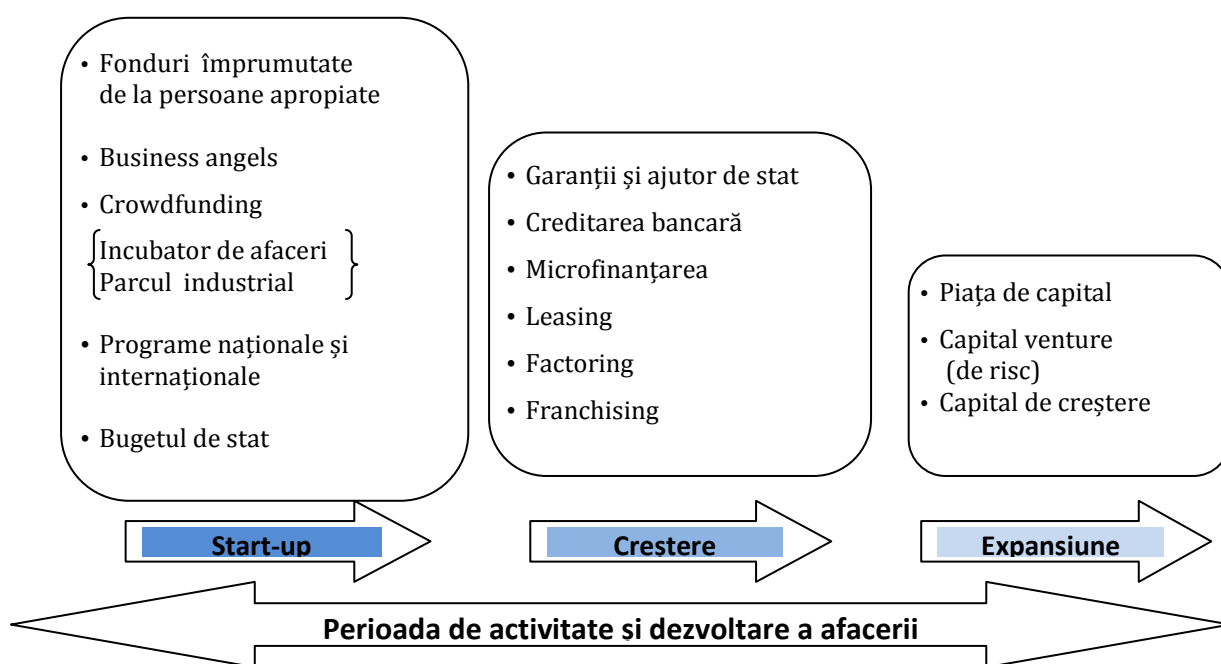 • Fonduri împrumutate
de la persoane apropiate
• Business angels
• Crowdfunding
Incubator de afaceri
Parcul industrial
• Programe naționale și
internaționale
• Bugetul de stat
• Garanții și ajutor de stat
• Creditarea bancară
• Microfinanțarea
• Leasing
• Factoring
• Franchising
• Piața de capital
• Capital venture
(de risc)
• Capital de creștere
Start-up
Creștere
Expansiune
Perioada de activitate si dezvoltare a afacerii